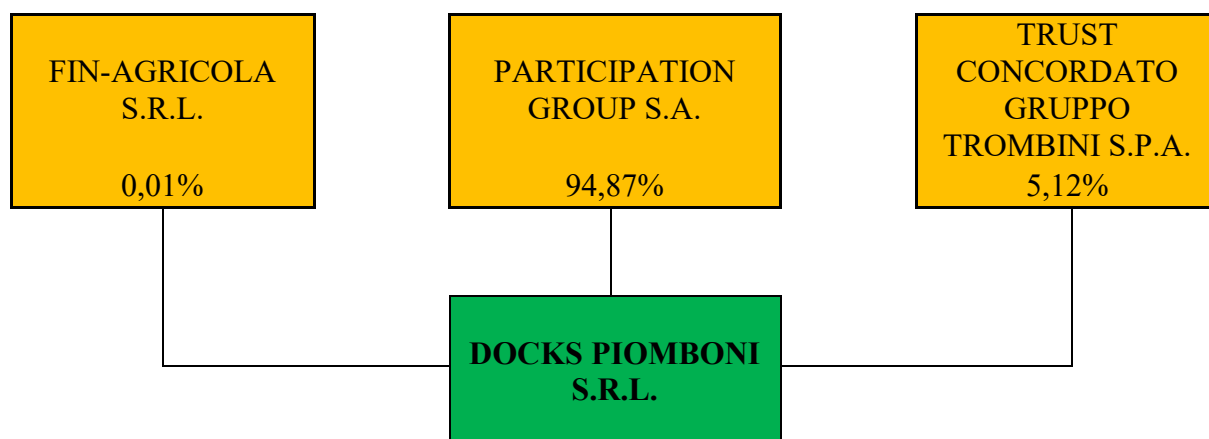 FIN-AGRICOLA
S.R.L.
0,01%
PARTICIPATION
GROUP S.A.
94,87%
TRUST
CONCORDATO
GRUPPO
TROMBINI S.P.A.
5,12%
DOCKS PIOMBONI
S.R.L.